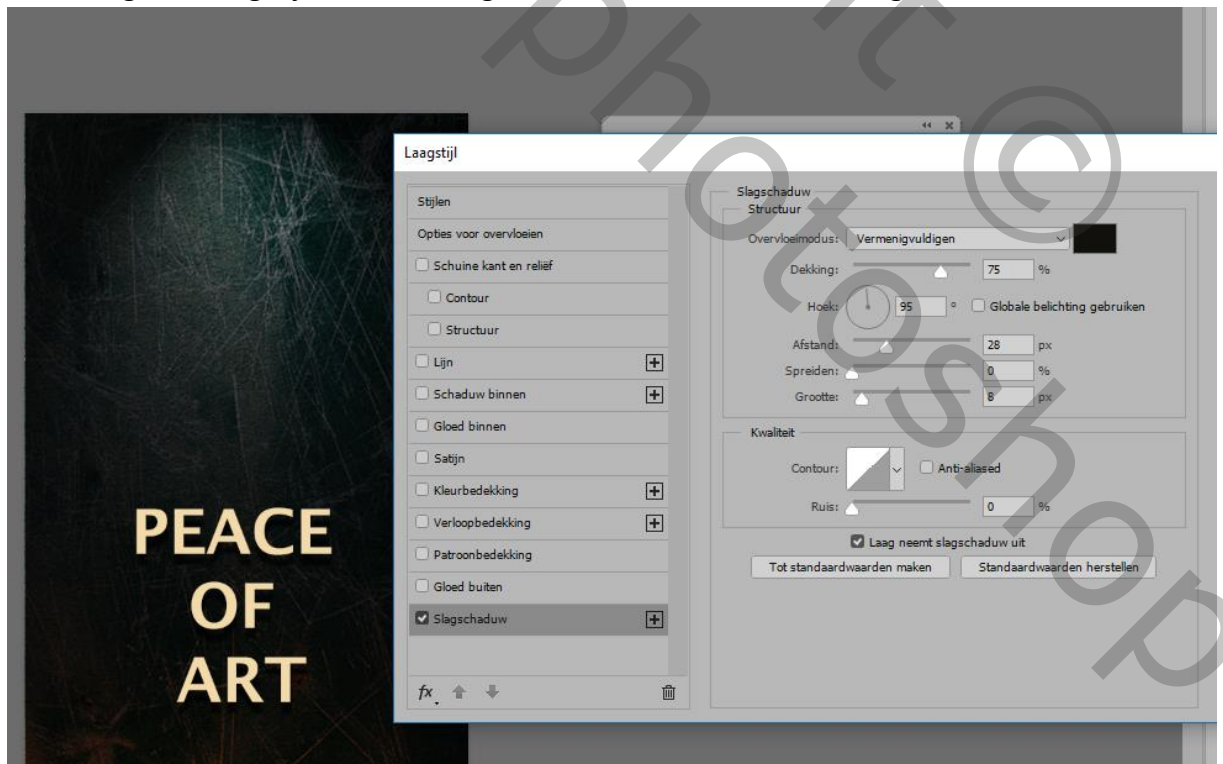 Laagstijl
Stijlen
Opties voor overvloeien
Schuine kant en reliëf
Contour
Structuur
Lijn
Schaduw binnen
Gloed binnen
Satijn
Kleurbedekking
Verloopbedekking
Patroonbedekking
Gloed buiten
Slagschaduw
fx
Slagschaduw
Structuur
Overvloeimodus: Vermenigvuldigen
Dekking: 75 %
Hoek: 95 ° Globale belichting gebruiken
Afstand: 28 px
Spreiden: 0 %
Grootte: 8 px
Kwaliteit
Contour: Anti-aliased
Ruis: 0 %
Laag neemt slagschaduw uit
Tot standaardwaarden maken Standaardwaarden herstellen
PEACE
OF
ART
photoshop
©